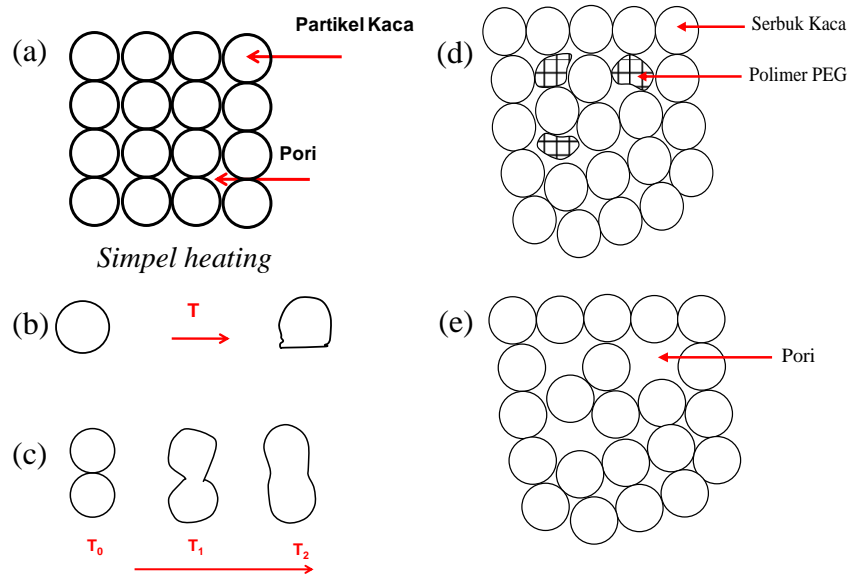 (a)
Partikel Kaca
Pori
Simpel heating
(b)
T
(c)
T₀
T₁
T₂
(d)
Serbuk Kaca
Polimer PEG
(e)
Pori